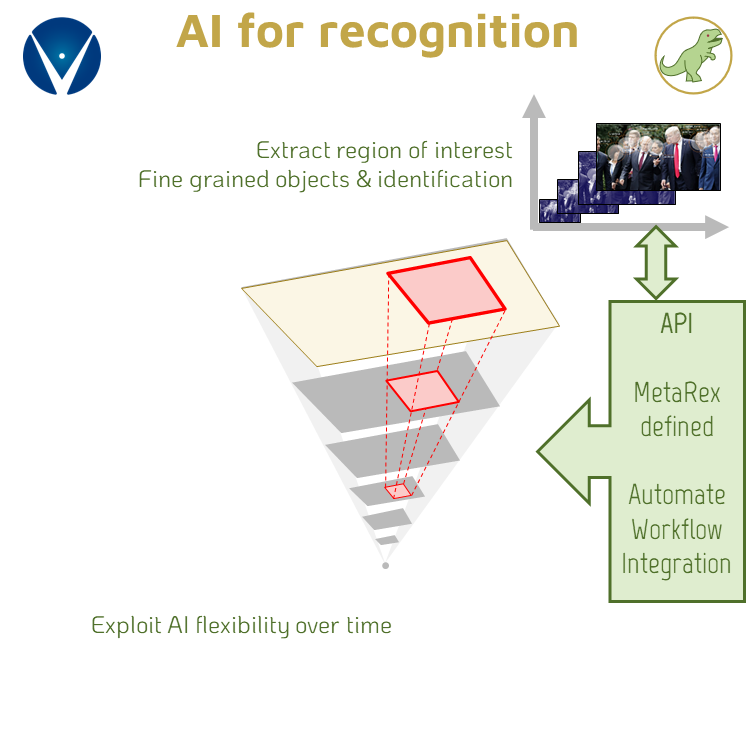 AI for recognition
Extract region of interest
Fine grained objects & identification
API
MetaRex
defined
Automate
Workflow
Integration
Exploit AI flexibility over time